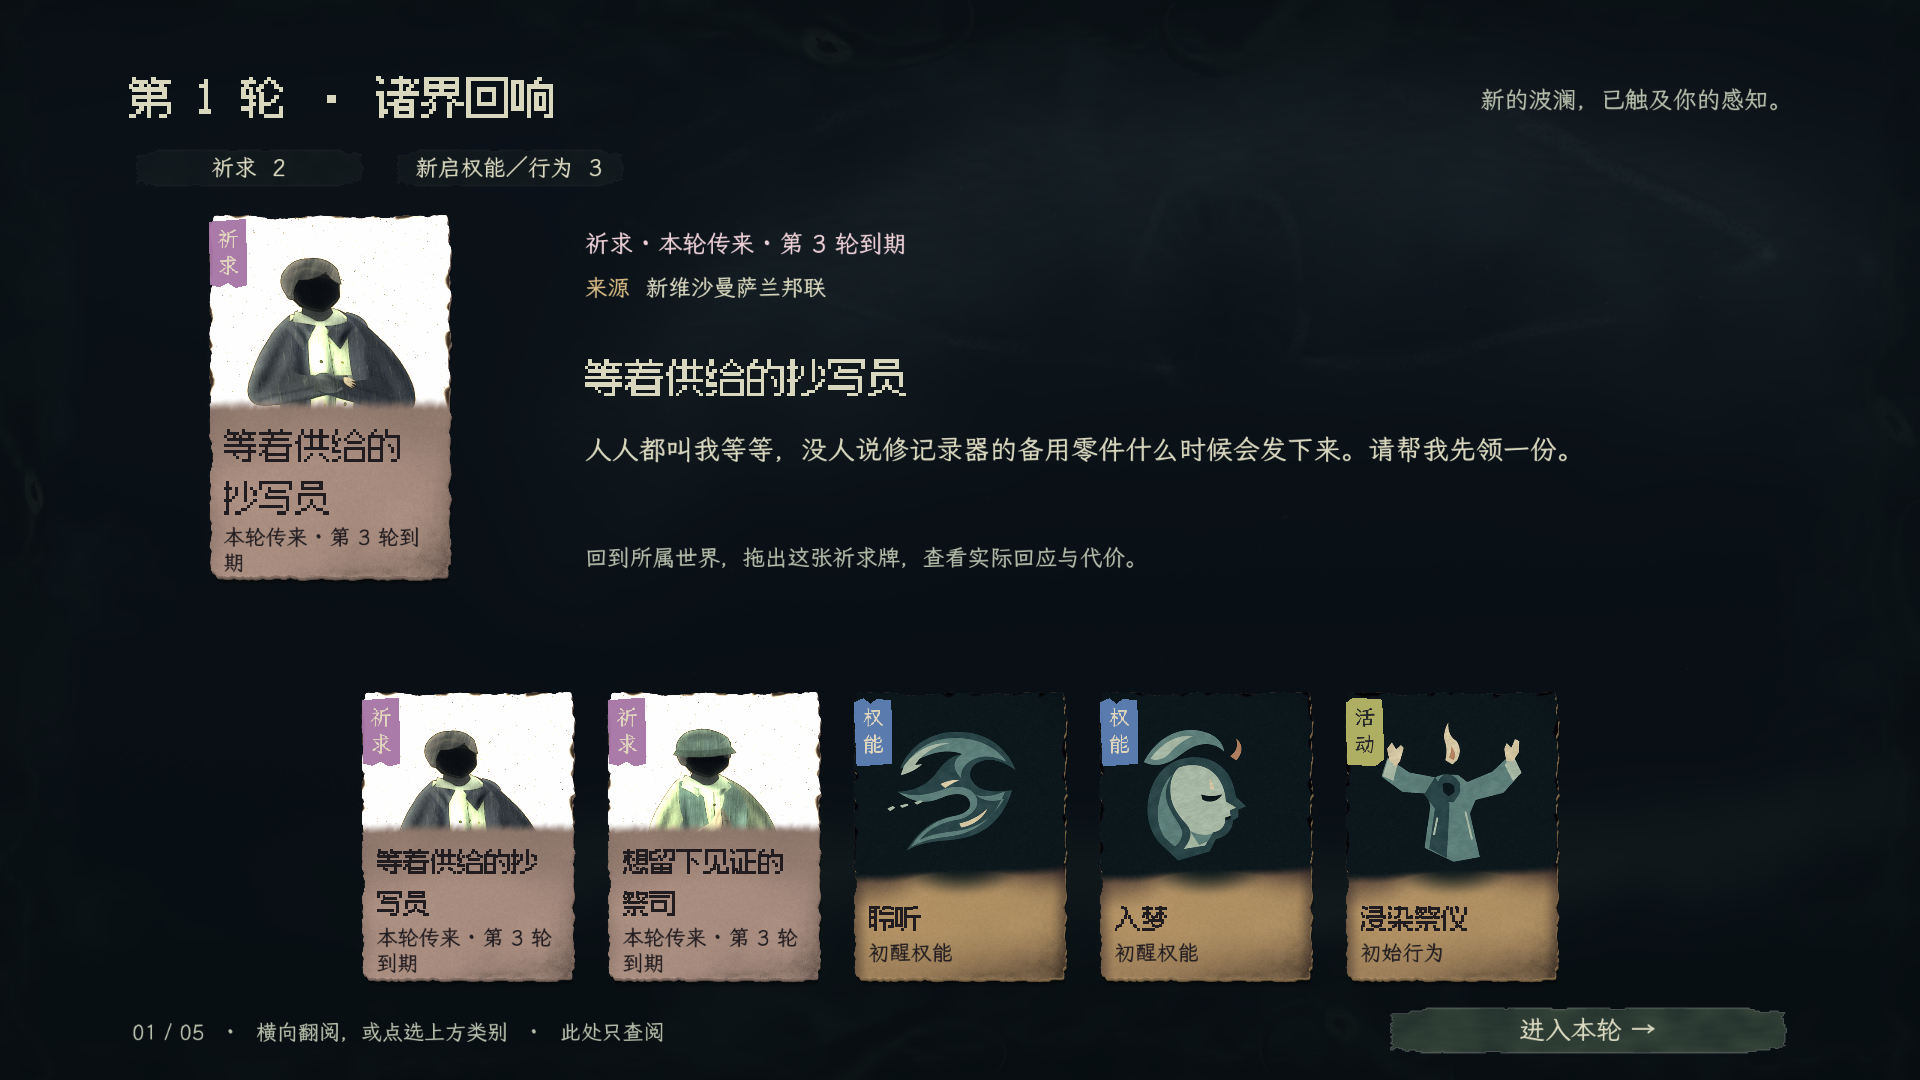 第 1 轮 · 诸界回响
新的波澜，已触及你的感知。
祈求 2
新启权能／行为 3
祈求
等着供给的
抄写员
本轮传来·第 3 轮到
期
祈求·本轮传来·第 3 轮到期
来源 新维沙曼萨兰邦联
等着供给的抄写员
人人都叫我等等，没人说修记录器的备用零件什么时候会发下来。请帮我先领一份。
回到所属世界，拖出这张祈求牌，查看实际回应与代价。
祈求
等着供给的抄
写员
本轮传来·第 3 轮
到期
祈求
想留下见证的
祭司
本轮传来·第 3 轮
到期
权能
聆听
初醒权能
权能
入梦
初醒权能
活动
浸染祭仪
初始行为
01 / 05 · 横向翻阅，或点选上方类别 · 此处只查阅
进入本轮 →